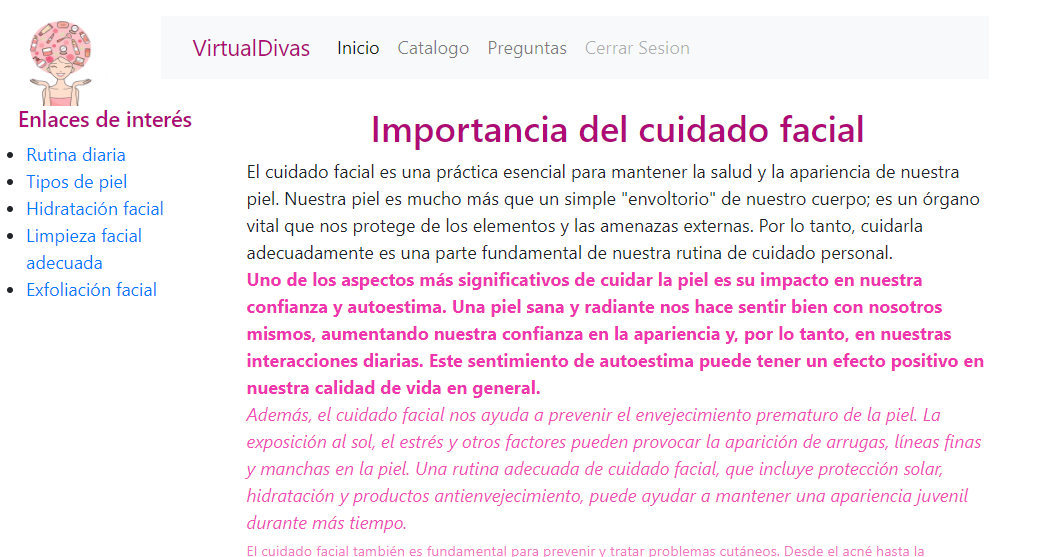 VirtualDivas Inicio Catalogo Preguntas Cerrar Sesion
Enlaces de interés
Rutina diaria
Tipos de piel
Hidratación facial
Limpieza facial
adecuada
Exfoliación facial
Importancia del cuidado facial
El cuidado facial es una práctica esencial para mantener la salud y la apariencia de nuestra
piel. Nuestra piel es mucho más que un simple "envoltorio" de nuestro cuerpo; es un órgano
vital que nos protege de los elementos y las amenazas externas. Por lo tanto, cuidarla
adecuadamente es una parte fundamental de nuestra rutina de cuidado personal.
Uno de los aspectos más significativos de cuidar la piel es su impacto en nuestra
confianza y autoestima. Una piel sana y radiante nos hace sentir bien con nosotros
mismos, aumentando nuestra confianza en la apariencia y, por lo tanto, en nuestras
interacciones diarias. Este sentimiento de autoestima puede tener un efecto positivo en
nuestra calidad de vida en general.
Además, el cuidado facial nos ayuda a prevenir el envejecimiento prematuro de la piel. La
exposición al sol, el estrés y otros factores pueden provocar la aparición de arrugas, líneas finas
y manchas en la piel. Una rutina adecuada de cuidado facial, que incluye protección solar,
hidratación y productos antienvejecimiento, puede ayudar a mantener una apariencia juvenil
durante más tiempo.
El cuidado facial también es fundamental para prevenir y tratar problemas cutáneos. Desde el acné hasta la